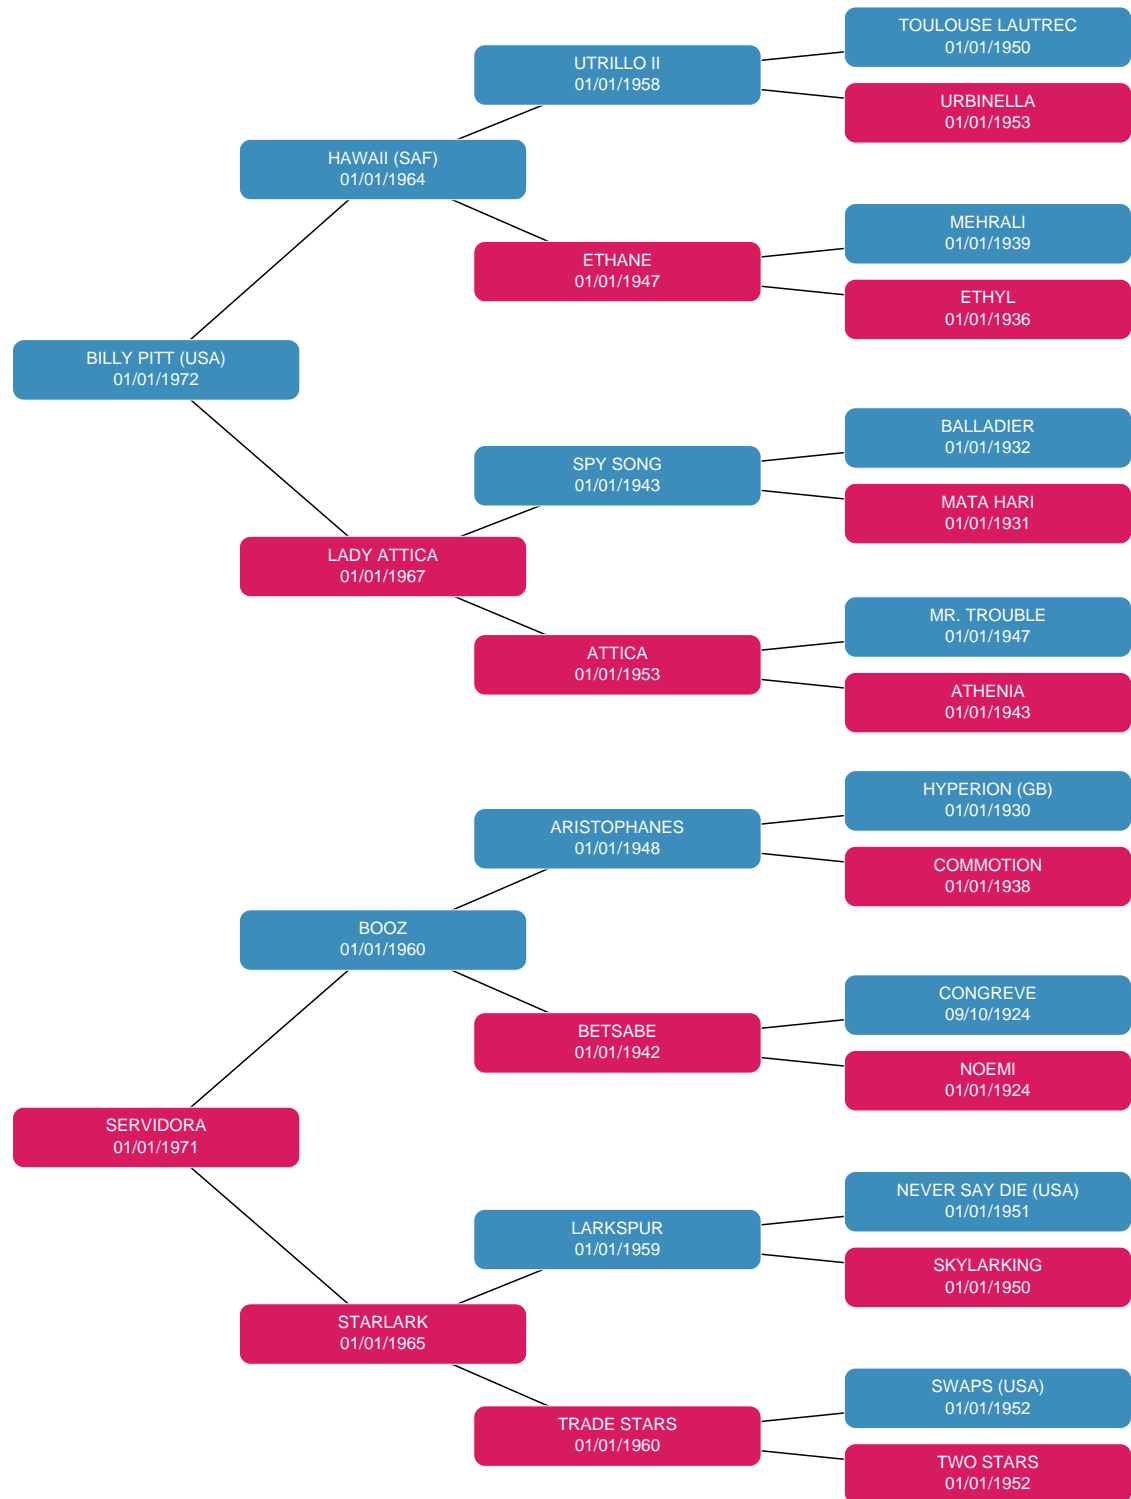 TOULOUSE LAUTREC
01/01/1950
UTRILLO II
01/01/1958
URBINELLA
01/01/1953
HAWAII (SAF)
01/01/1964
MEHRALI
01/01/1939
ETHANE
01/01/1947
ETHYL
01/01/1936
BILLY PITT (USA)
01/01/1972
BALLADIER
01/01/1932
SPY SONG
01/01/1943
MATA HARI
01/01/1931
LADY ATTICA
01/01/1967
MR. TROUBLE
01/01/1947
ATTICA
01/01/1953
ATHENIA
01/01/1943
HYPERION (GB)
01/01/1930
ARISTOPHANES
01/01/1948
COMMOTION
01/01/1938
BOOZ
01/01/1960
CONGREVE
09/10/1924
BETSABE
01/01/1942
NOEMI
01/01/1924
SERVIDORA
01/01/1971
NEVER SAY DIE (USA)
01/01/1951
LARKSPUR
01/01/1959
SKYLARKING
01/01/1950
STARLARK
01/01/1965
SWAPS (USA)
01/01/1952
TRADE STARS
01/01/1960
TWO STARS
01/01/1952